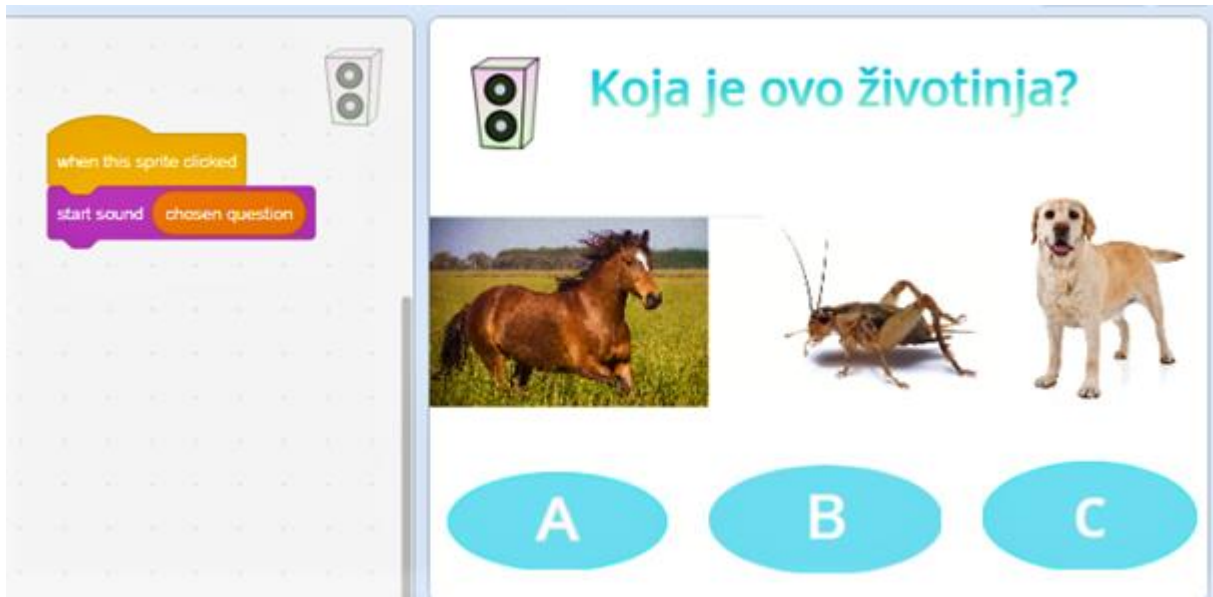 when this sprite clicked
start sound chosen question
Koja je ovo životinja?
A B C